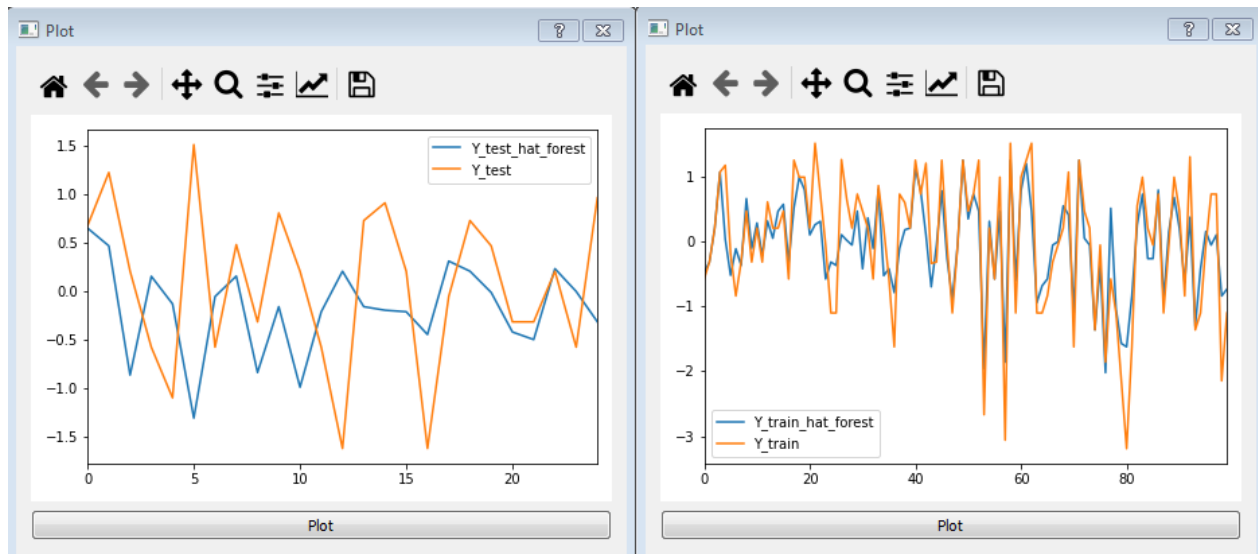 Plot
Y_test_hat_forest
Y_test
1.5
1.0
0.5
0.0
−0.5
−1.0
−1.5
0 5 10 15 20
Plot
Plot
1
0
−1
−2
−3
Y_train_hat_forest
Y_train
0 20 40 60 80
Plot